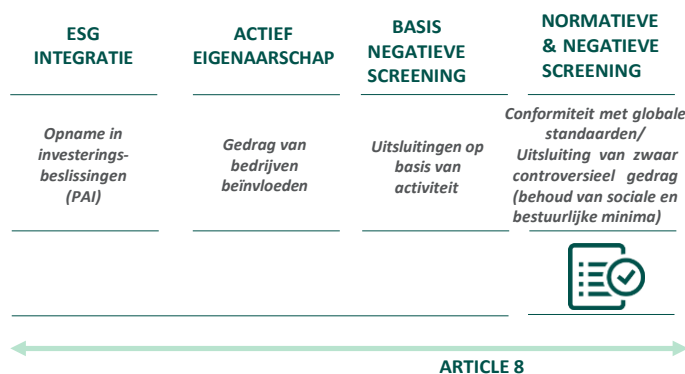 ESG
INTEGRATIE
ACTIEF
EIGENAARSCHAP
BASIS
NEGATIEVE
SCREENING
NORMATIEVE
& NEGATIEVE
SCREENING
Opname in
investerings-
beslissingen
(PAI)
Gedrag van
bedrijven
beïnvloeden
Uitsluitingen op
basis van
activiteit
Conformiteit met globale
standaarden/
Uitsluiting van zwaar
controversieel gedrag
(behoud van sociale en
bestuurlijke minima)
ARTICLE 8